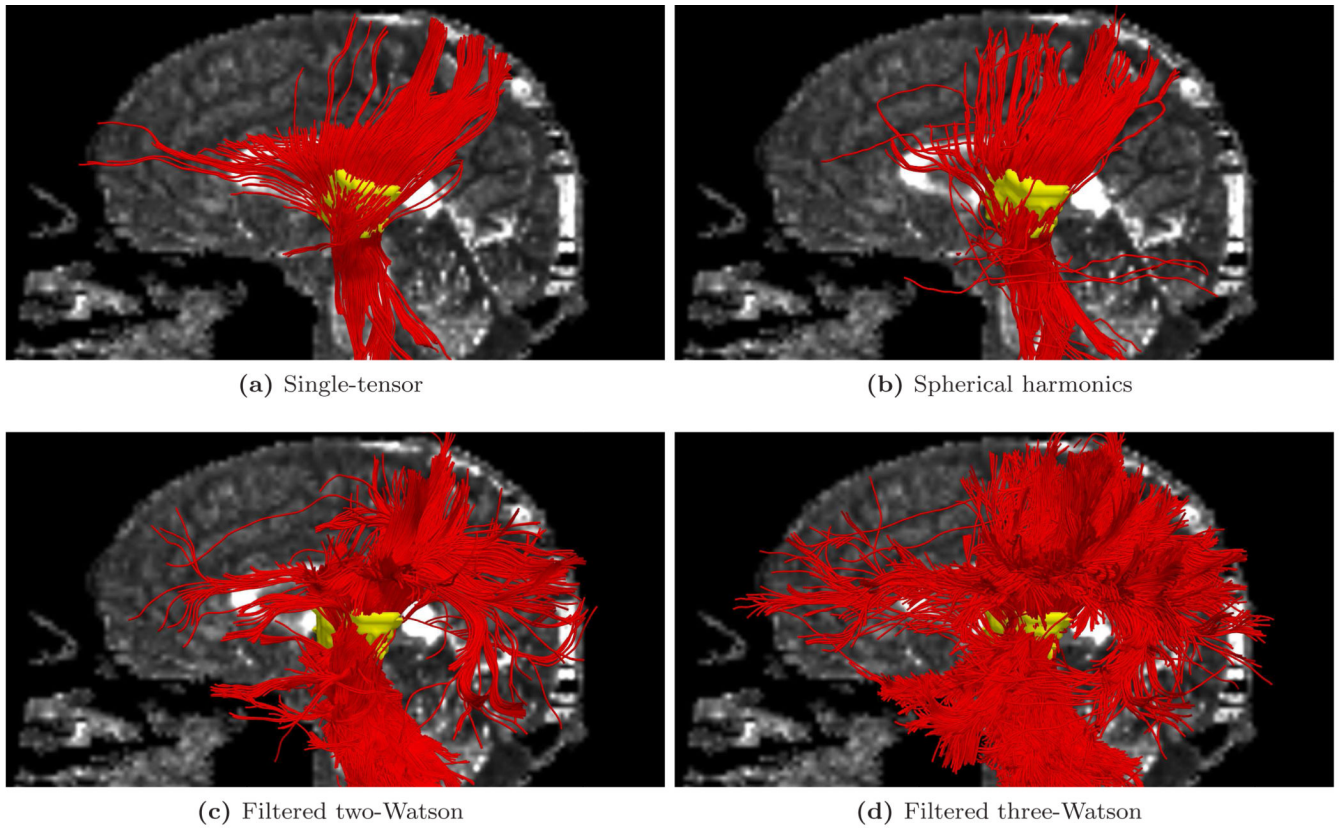 (a) Single-tensor
(b) Spherical harmonics
(c) Filtered two-Watson
(d) Filtered three-Watson